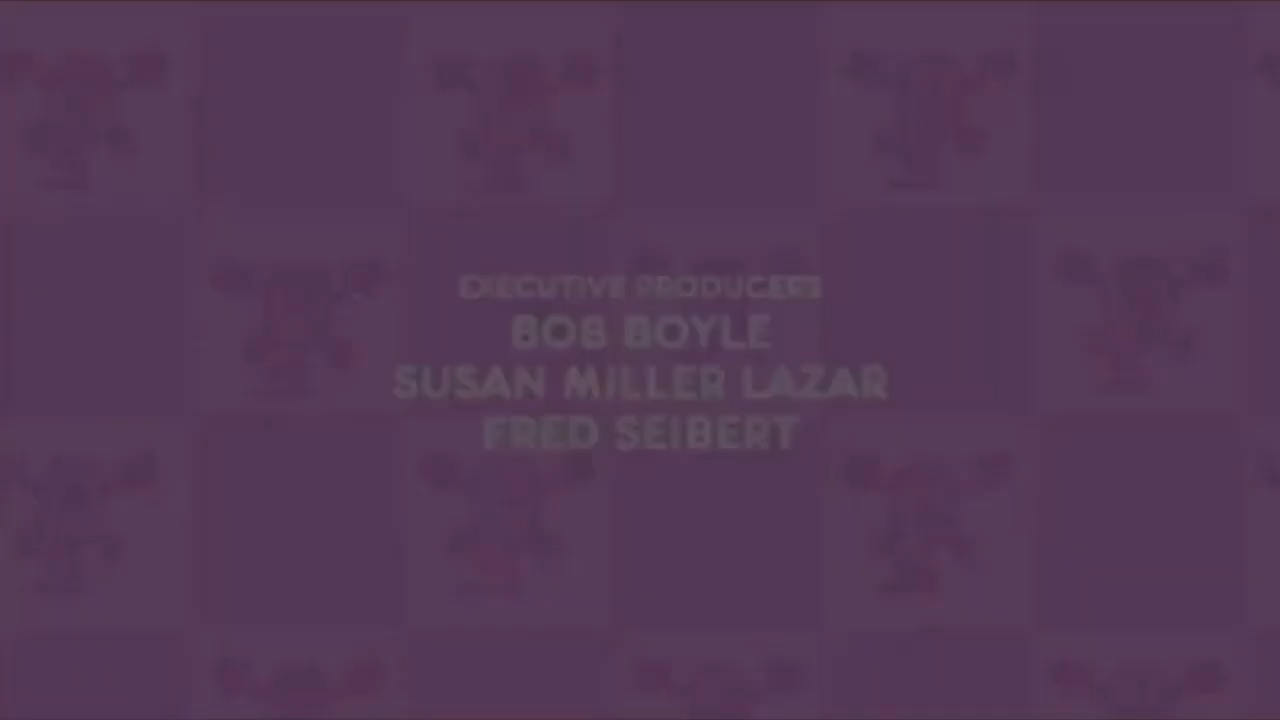 EXECUTIVE PRODUCERS
BOB BOYLE
SUSAN MILLER LAZAR
FRED SEIBERT